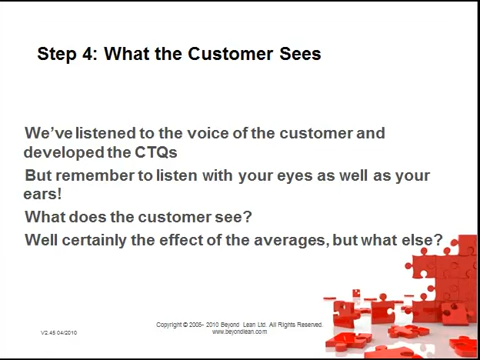 Step 4: What the Customer Sees
We've listened to the voice of the customer and
developed the CTQs
But remember to listen with your eyes as well as your
ears!
What does the customer see?
Well certainly the effect of the averages, but what else?
V2.45 04/2010
Copyright © 2005- 2010 Beyond Lean Ltd. All Rights Reserved.
www.beyondlean.com